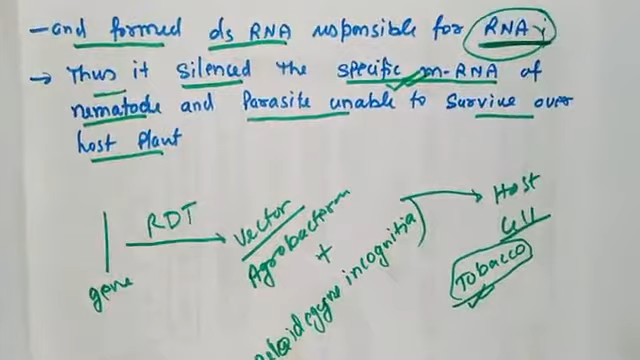 - and formed ds RNA responsible for RNAi
→ Thus it silenced the specific m-RNA of
nematode and Parasite unable to survive over
host Plant
gene
RDT
Vector
Agrobacterium
+
incognitia
Host
Cell
Tobacco